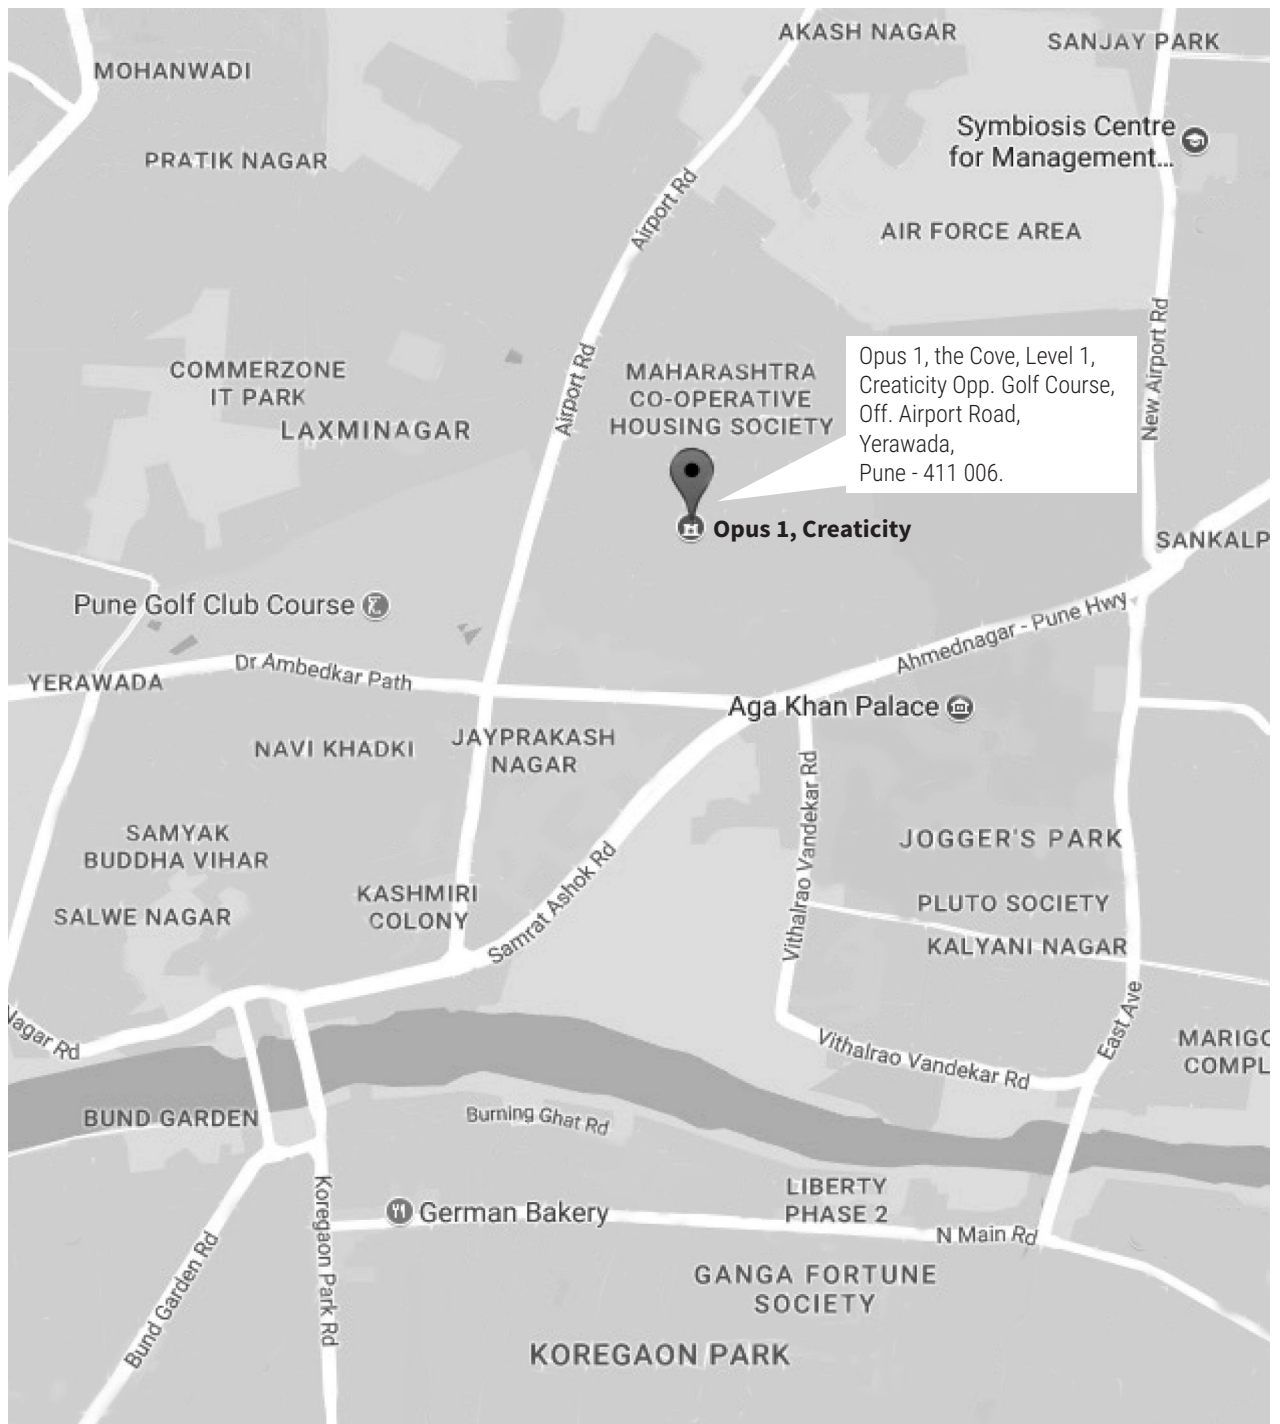 AKASH NAGAR
SANJAY PARK
MOHANWADI
Symbiosis Centre
for Management...
PRATIK NAGAR
Airport Rd
AIR FORCE AREA
New Airport Rd
COMMERZONE
IT PARK
LAXMINAGAR
Airport Rd
MAHARASHTRA
CO-OPERATIVE
HOUSING SOCIETY
Opus 1, the Cove, Level 1,
Creaticity Opp. Golf Course,
Off. Airport Road,
Yerawada,
Pune - 411 006.
Opus 1, Creaticity
SANKALP
Pune Golf Club Course
Ahmednagar - Pune Hwy
Dr Ambedkar Path
YERAWADA
Aga Khan Palace
NAVI KHADKI
JAYPRAKASH
NAGAR
Vithalrao Vandekar Rd
SAMYAK
BUDDHA VIHAR
JOGGER'S PARK
Samrat Ashok Rd
KASHMIRI
COLONY
SALWE NAGAR
PLUTO SOCIETY
KALYANI NAGAR
East Ave
Nagar Rd
Vithalrao Vandekar Rd
MARIGO
COMPL
BUND GARDEN
Burning Ghat Rd
LIBERTY
PHASE 2
German Bakery
N Main Rd
Koregaon Park Rd
Bund Garden Rd
GANGA FORTUNE
SOCIETY
KOREGAON PARK